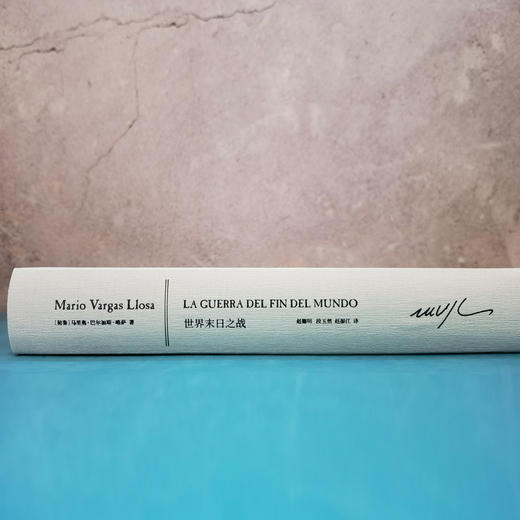 Mario Vargas Llosa
[秘鲁] 马里奥·巴尔加斯·略萨 著
LA GUERRA DEL FIN DEL MUNDO
世界末日之战
赵德明 段玉然 赵振江 译